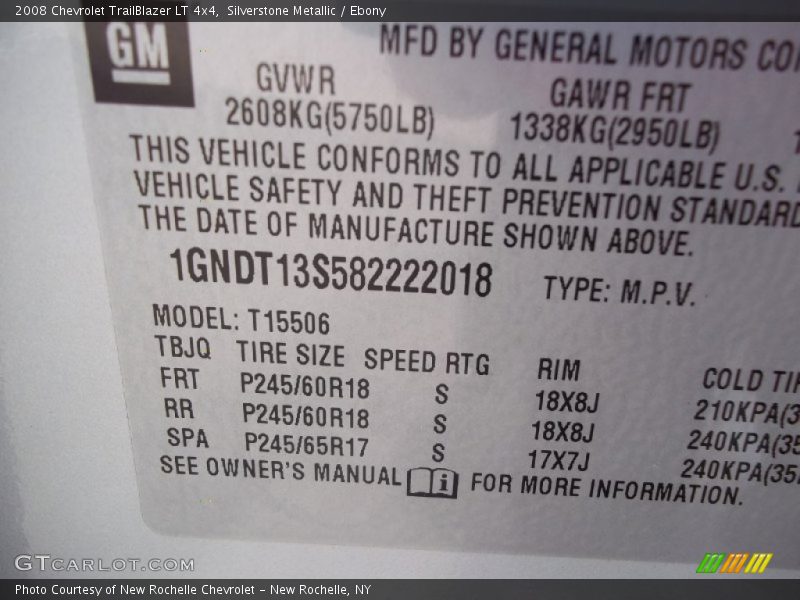 2008 Chevrolet TrailBlazer LT 4x4, Silverstone Metallic / Ebony
GM
MFD BY GENERAL MOTORS
GVWR GAWR FRT
2608KG(5750LB) 1338KG(2950LB)
THIS VEHICLE CONFORMS TO ALL APPLICABLE U.S.
VEHICLE SAFETY AND THEFT PREVENTION STANDARD
THE DATE OF MANUFACTURE SHOWN ABOVE.
1GNDT13S582222018 TYPE: M.P.V.
MODEL: T15506
TBJQ TIRE SIZE SPEED RTG RIM COLD
FRT P245/60R18 S 18X8J 210KPA(3
RR P245/60R18 S 18X8J 240KPA(35
SPA P245/65R17 S 17X7J 240KPA(35
SEE OWNER'S MANUAL i FOR MORE INFORMATION.
GTCARLOT.COM
Photo Courtesy of New Rochelle Chevrolet - New Rochelle, NY